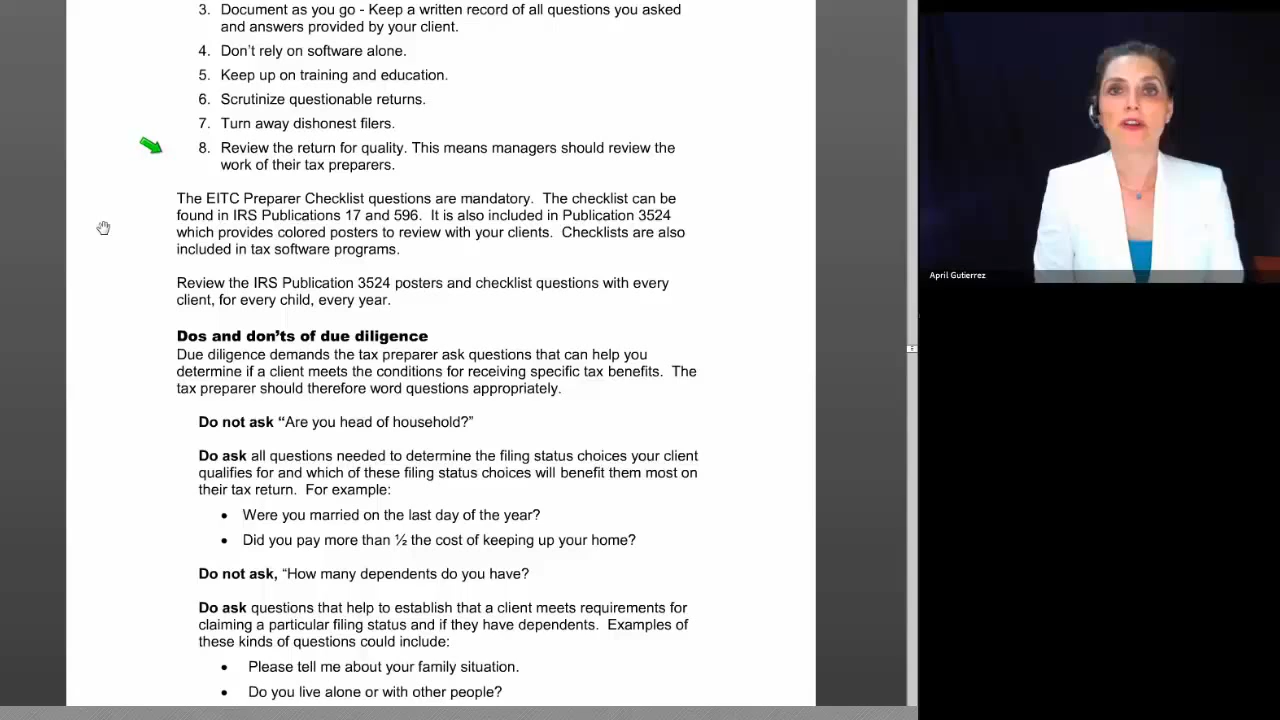 3. Document as you go - Keep a written record of all questions you asked
and answers provided by your client.
4. Don't rely on software alone.
5. Keep up on training and education.
6. Scrutinize questionable returns.
7. Turn away dishonest filers.
8. Review the return for quality. This means managers should review the
work of their tax preparers.
The EITC Preparer Checklist questions are mandatory. The checklist can be
found in IRS Publications 17 and 596. It is also included in Publication 3524
which provides colored posters to review with your clients. Checklists are also
included in tax software programs.
Review the IRS Publication 3524 posters and checklist questions with every
client, for every child, every year.
Dos and don'ts of due diligence
Due diligence demands the tax preparer ask questions that can help you
determine if a client meets the conditions for receiving specific tax benefits. The
tax preparer should therefore word questions appropriately.
Do not ask “Are you head of household?”
Do ask all questions needed to determine the filing status choices your client
qualifies for and which of these filing status choices will benefit them most on
their tax return. For example:
• Were you married on the last day of the year?
• Did you pay more than ½ the cost of keeping up your home?
Do not ask, “How many dependents do you have?
Do ask questions that help to establish that a client meets requirements for
claiming a particular filing status and if they have dependents. Examples of
these kinds of questions could include:
• Please tell me about your family situation.
• Do you live alone or with other people?
April Gutierrez